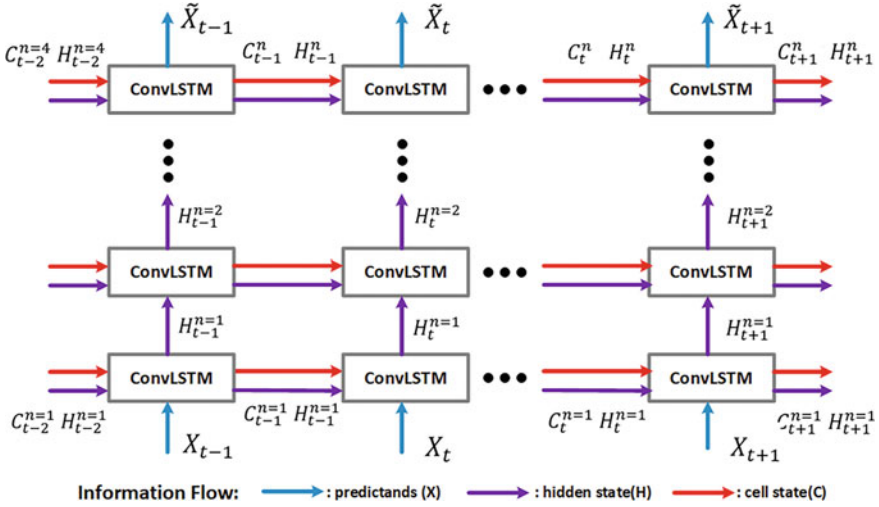 X̃_{t−1} X̃_t X̃_{t+1}
C_{t−2}^{n=4} H_{t−2}^{n=4} C_{t−1}^{n} H_{t−1}^{n} C_t^{n} H_t^{n} C_{t+1}^{n} H_{t+1}^{n}
ConvLSTM ConvLSTM ConvLSTM
H_{t−1}^{n=2} H_t^{n=2} H_{t+1}^{n=2}
ConvLSTM ConvLSTM ConvLSTM
H_{t−1}^{n=1} H_t^{n=1} H_{t+1}^{n=1}
ConvLSTM ConvLSTM ConvLSTM
C_{t−2}^{n=1} H_{t−2}^{n=1} C_{t−1}^{n=1} H_{t−1}^{n=1} C_t^{n=1} H_t^{n=1} C_{t+1}^{n=1} H_{t+1}^{n=1}
X_{t−1} X_t X_{t+1}
Information Flow: : predictands (X) : hidden state(H) : cell state(C)